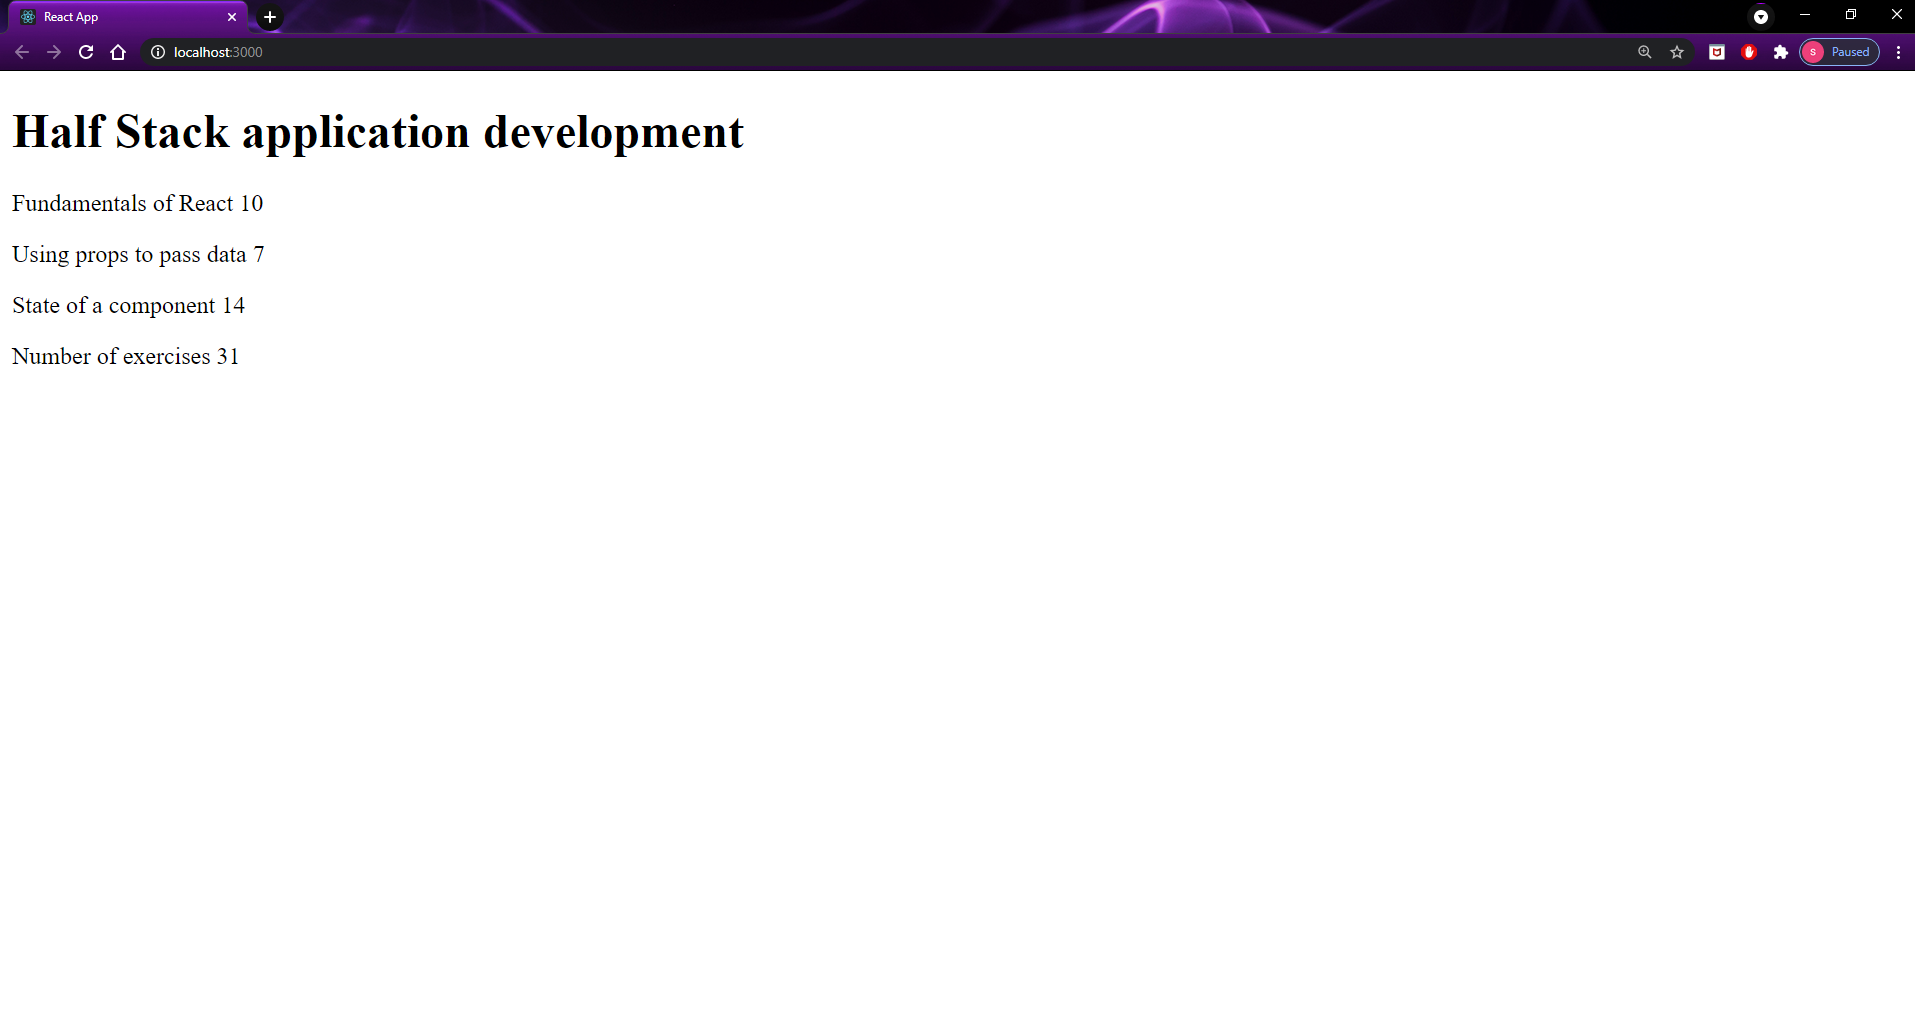 React App
localhost:3000
S Paused
Half Stack application development
Fundamentals of React 10
Using props to pass data 7
State of a component 14
Number of exercises 31